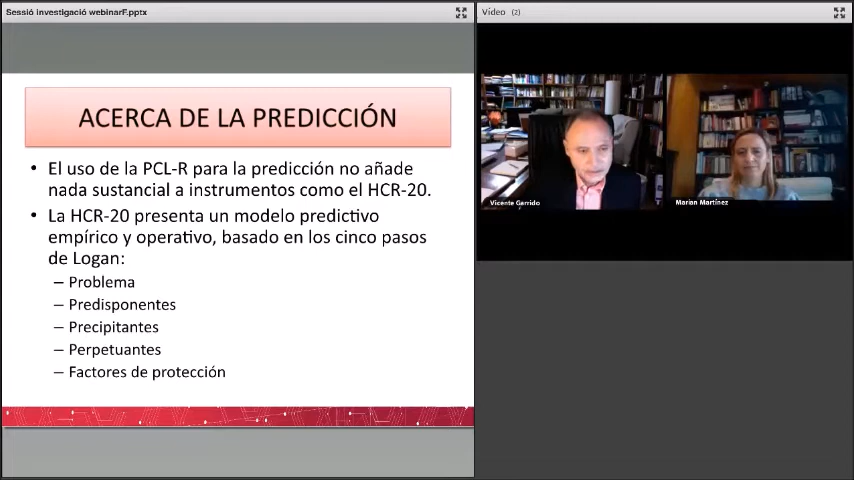 Sessió investigació webinarF.pptx
Vídeo (2)
ACERCA DE LA PREDICCIÓN
• El uso de la PCL-R para la predicción no añade
nada sustancial a instrumentos como el HCR-20.
• La HCR-20 presenta un modelo predictivo
empírico y operativo, basado en los cinco pasos
de Logan:
– Problema
– Predisponentes
– Precipitantes
– Perpetuantes
– Factores de protección
Vicente Garrido
Marian Martínez